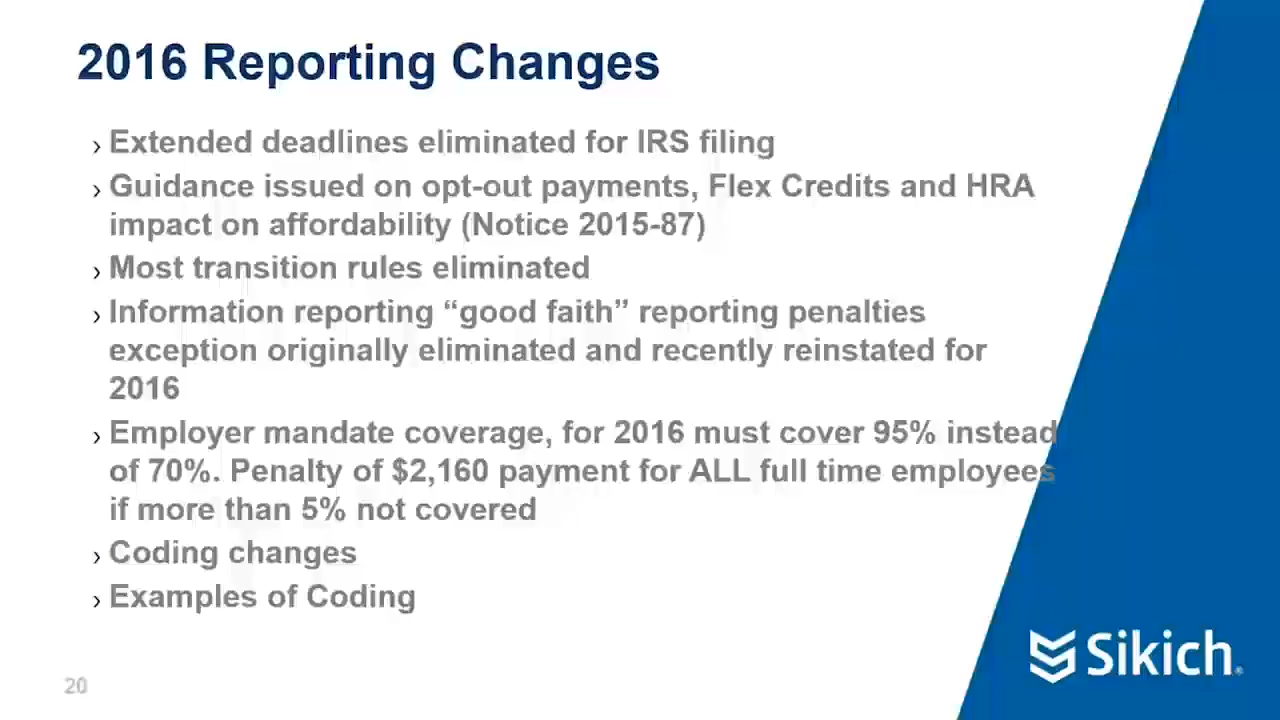 2016 Reporting Changes
› Extended deadlines eliminated for IRS filing
› Guidance issued on opt-out payments, Flex Credits and HRA
impact on affordability (Notice 2015-87)
› Most transition rules eliminated
› Information reporting “good faith” reporting penalties
exception originally eliminated and recently reinstated for
2016
› Employer mandate coverage, for 2016 must cover 95% instead
of 70%. Penalty of $2,160 payment for ALL full time employees
if more than 5% not covered
› Coding changes
› Examples of Coding
Sikich®
20